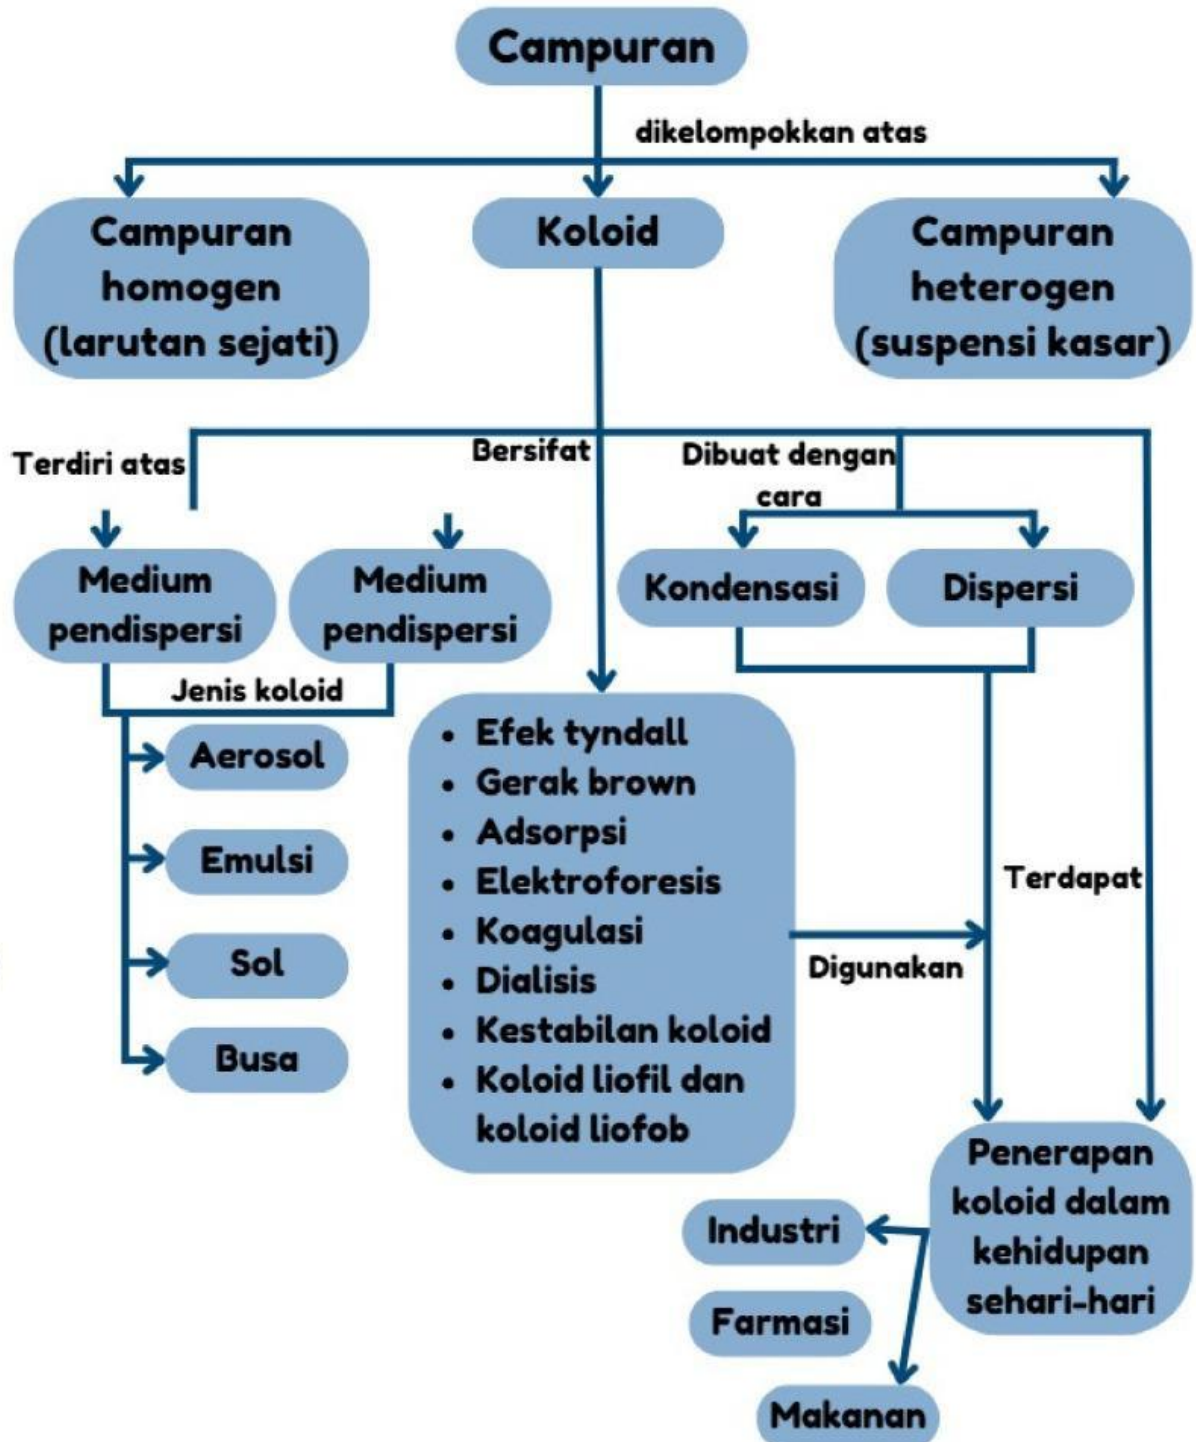 Campuran
dikelompokkan atas
Campuran
homogen
(larutan sejati)
Koloid
Campuran
heterogen
(suspensi kasar)
Terdiri atas
Bersifat
Dibuat dengan
cara
Medium
pendispersi
Medium
pendispersi
Kondensasi
Dispersi
Jenis koloid
Aerosol
Emulsi
Sol
Busa
• Efek tyndall
• Gerak brown
• Adsorpsi
• Elektroforesis
• Koagulasi
• Dialisis
• Kestabilan koloid
• Koloid liofil dan
koloid liofob
Digunakan
Terdapat
Penerapan
koloid dalam
kehidupan
sehari-hari
Industri
Farmasi
Makanan